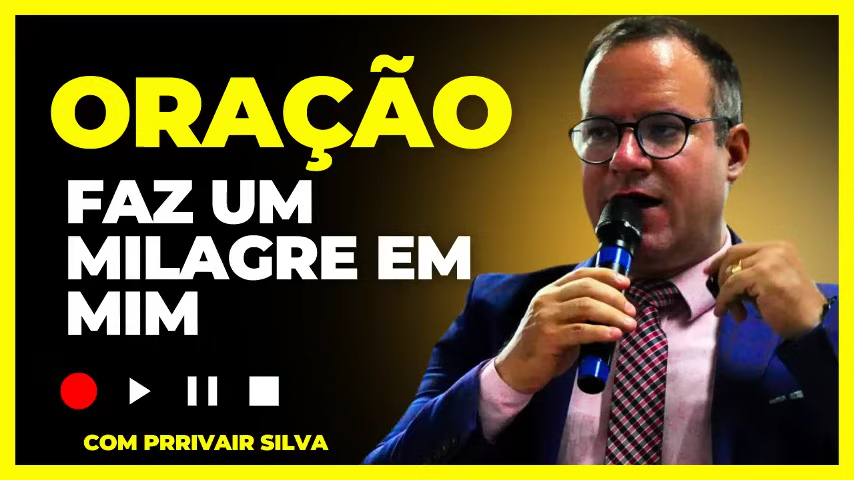 ORAÇÃO
FAZ UM
MILAGRE EM
MIM
COM PRRIVAIR SILVA